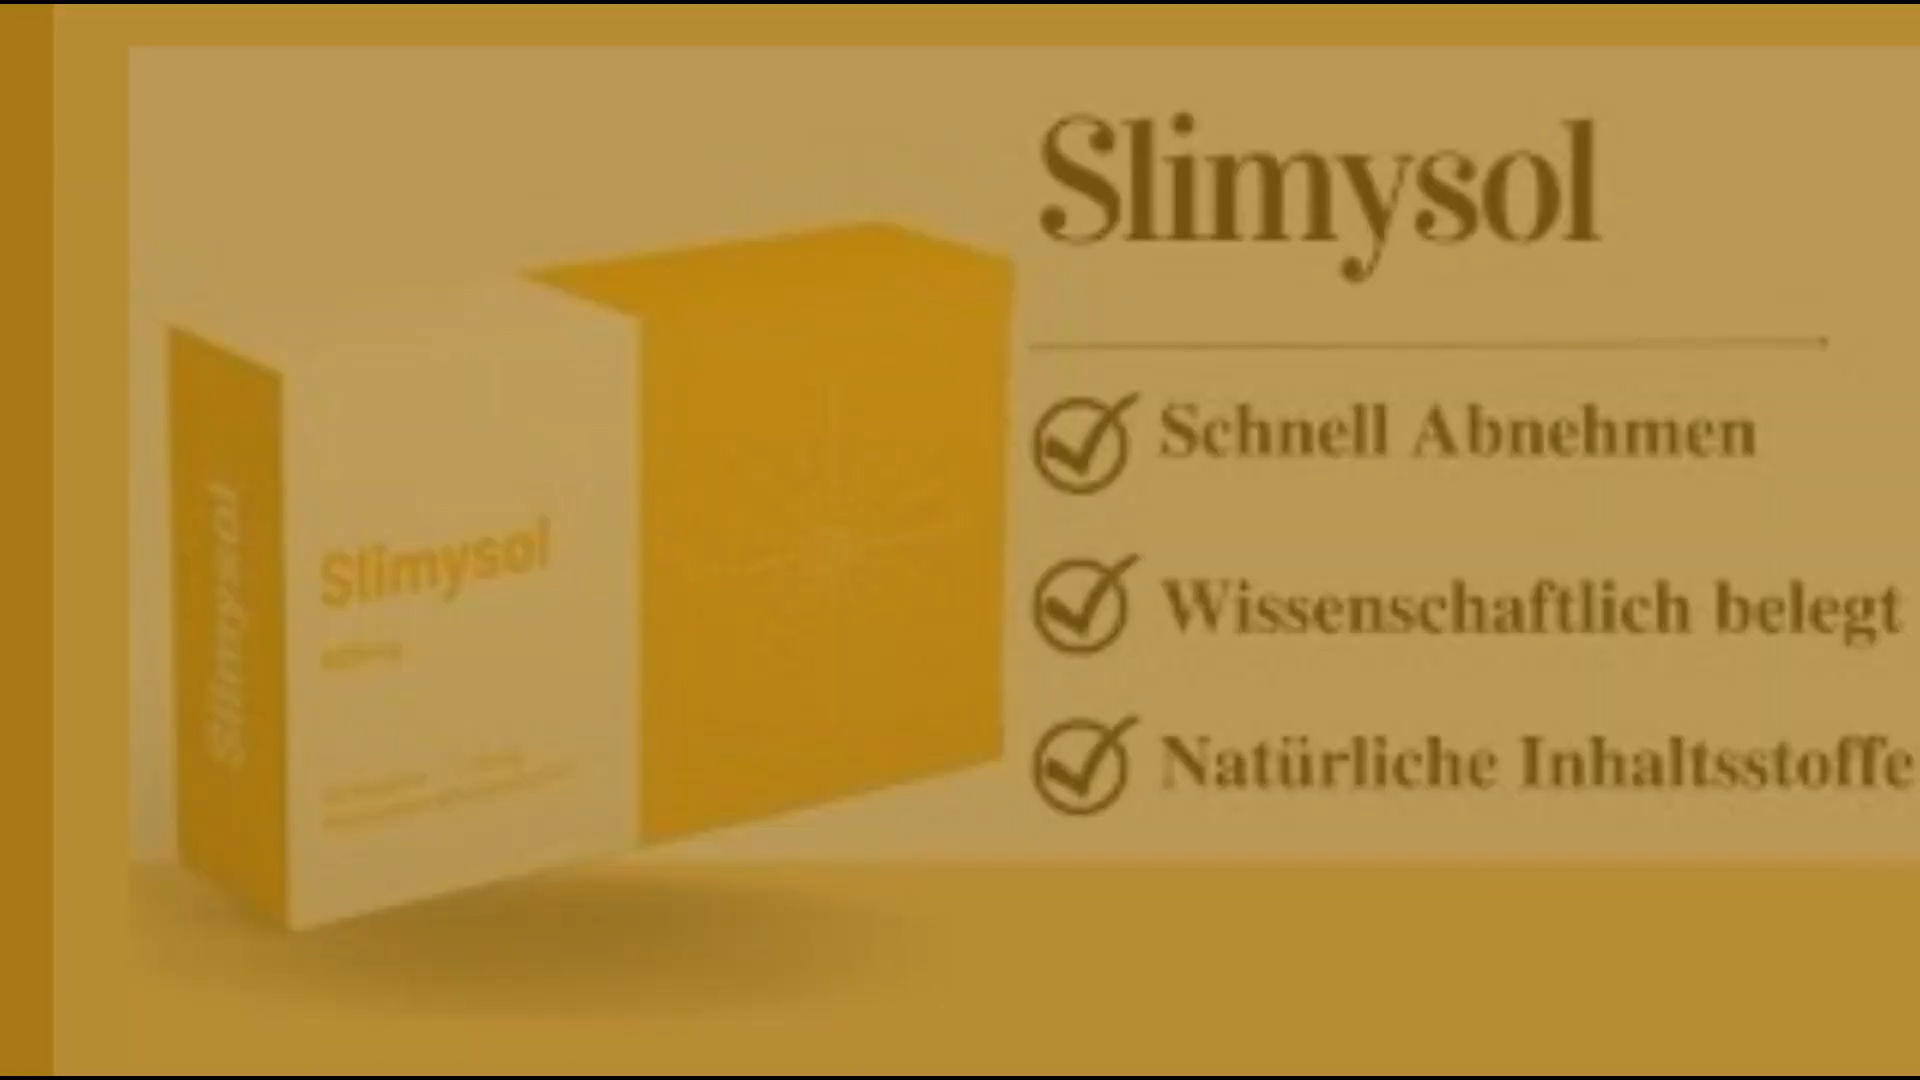 Slimysol
Schnell Abnehmen
Wissenschaftlich belegt
Natürliche Inhaltsstoffe
Slimysol
Slimysol